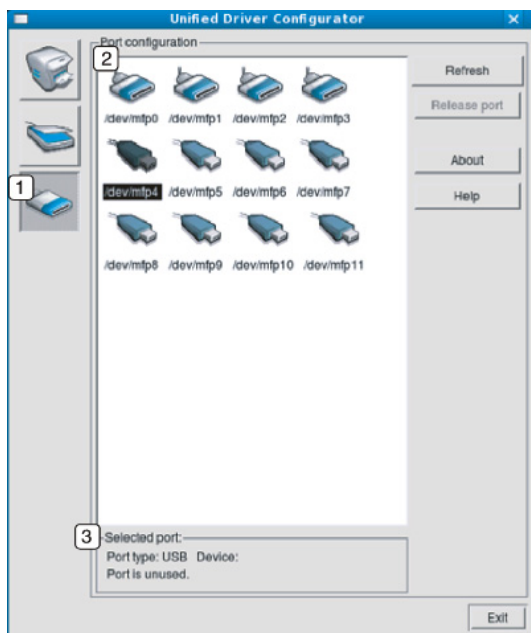 Unified Driver Configurator
Port configuration
2
/dev/mfp0 /dev/mfp1 /dev/mfp2 /dev/mfp3
1
/dev/mfp4 /dev/mfp5 /dev/mfp6 /dev/mfp7
/dev/mfp8 /dev/mfp9 /dev/mfp10 /dev/mfp11
Refresh
Release port
About
Help
3
Selected port:
Port type: USB Device:
Port is unused.
Exit